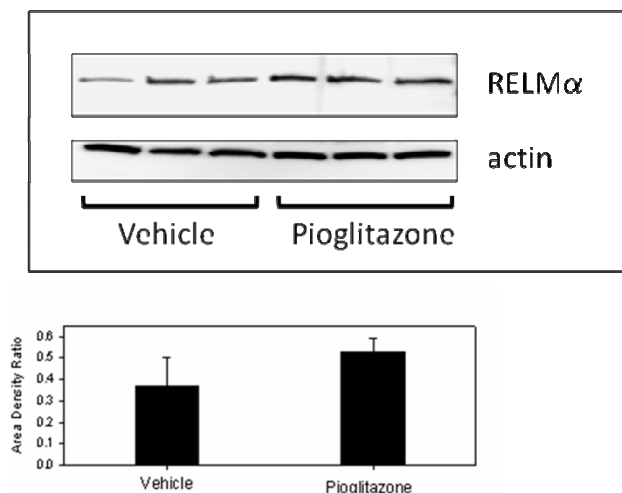 RELMα
actin
Vehicle Pioglitazone
Area Density Ratio
0.6
0.5
0.4
0.3
0.2
0.1
0.0
Vehicle Pioglitazone